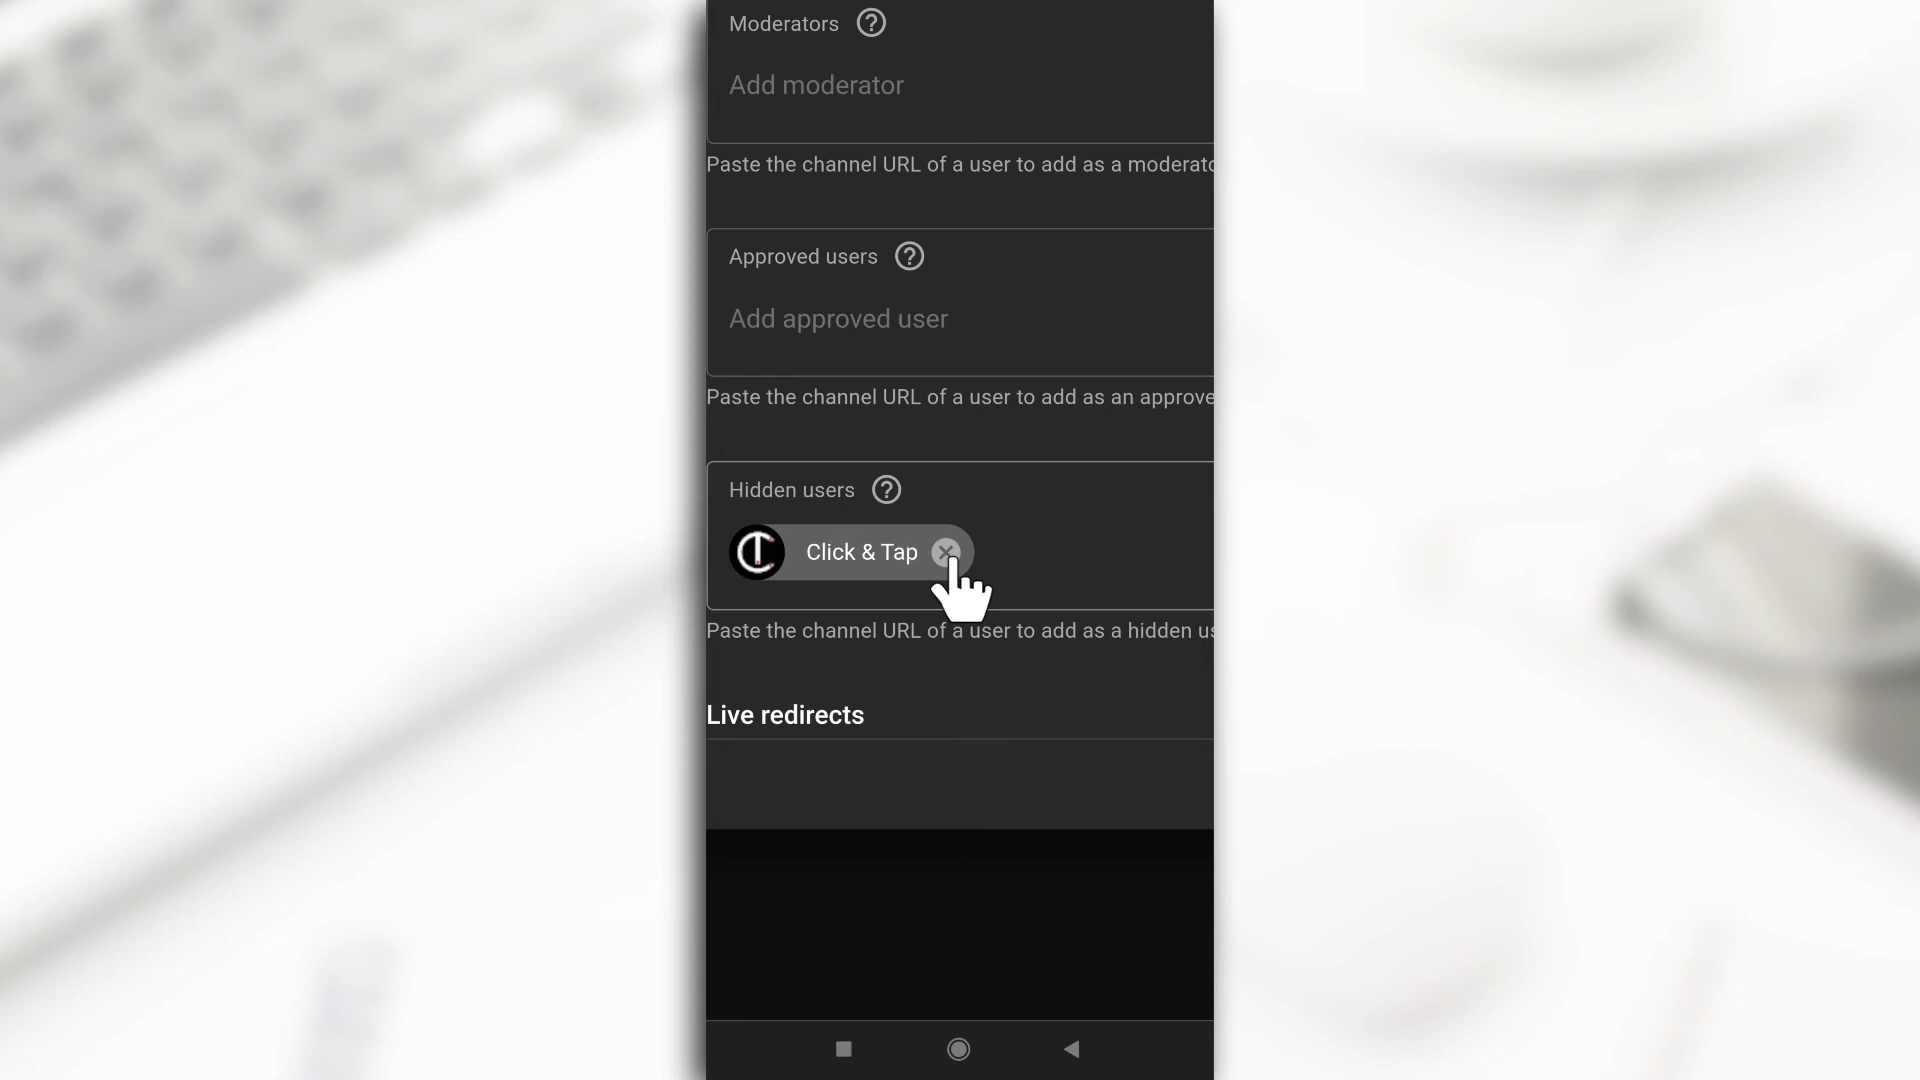 Moderators
Add moderator
Paste the channel URL of a user to add as a moderato
Approved users
Add approved user
Paste the channel URL of a user to add as an approve
Hidden users
Click & Tap
Paste the channel URL of a user to add as a hidden us
Live redirects